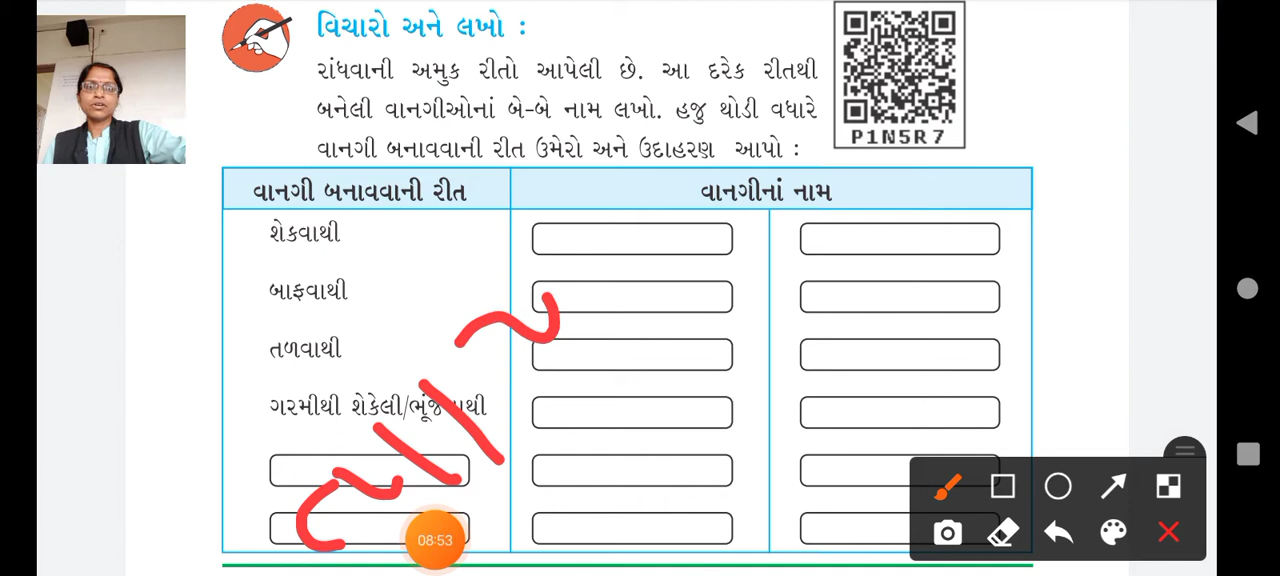 વિચારો અને લખો :
રાંધવાની અમુક રીતો આપેલી છે. આ દરેક રીતથી
બનેલી વાનગીઓનાં બે-બે નામ લખો. હજુ થોડી વધારે
વાનગી બનાવવાની રીત ઉમેરો અને ઉદાહરણ આપો :
P1N5R7
વાનગી બનાવવાની રીત વાનગીનાં નામ
શેકવાથી
બાફવાથી
તળવાથી
ગરમીથી શેકેલી/
08:53